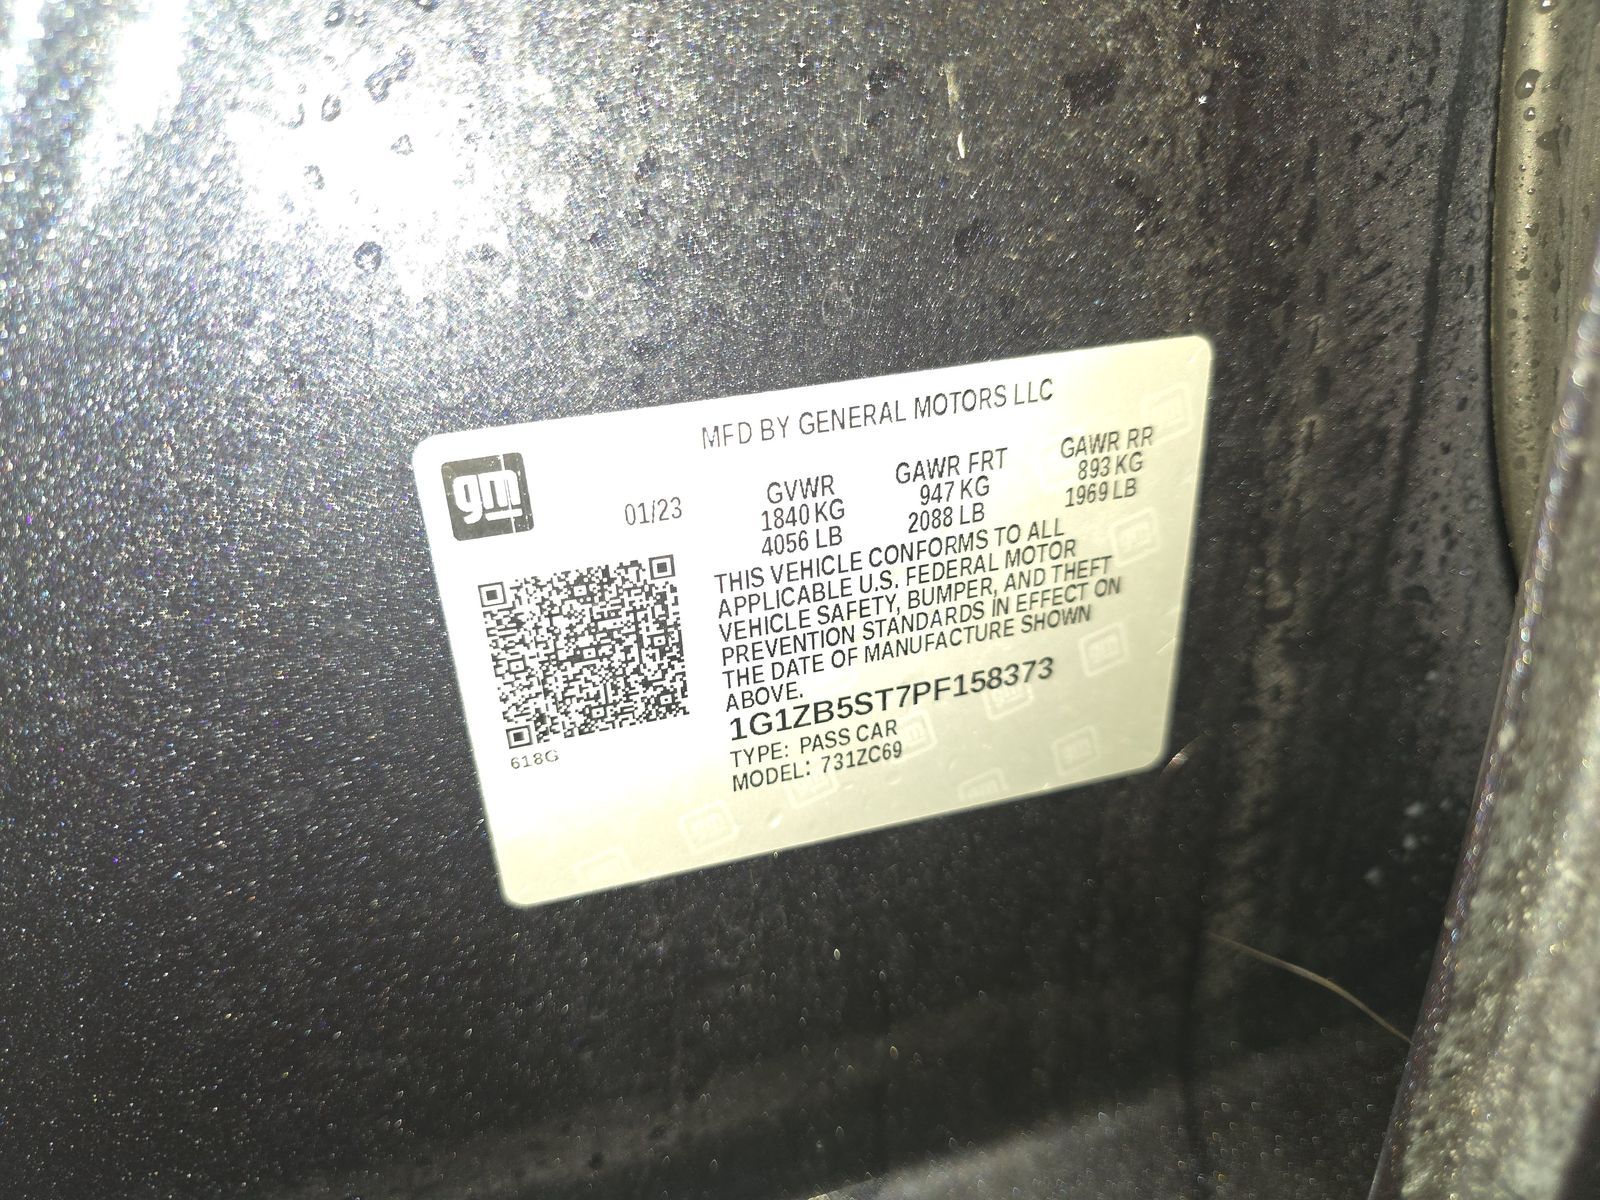 MFD BY GENERAL MOTORS LLC
gm
01/23
GVWR
1840 KG
4056 LB
GAWR FRT
947 KG
2088 LB
GAWR RR
893 KG
1969 LB
THIS VEHICLE CONFORMS TO ALL
APPLICABLE U.S. FEDERAL MOTOR
VEHICLE SAFETY, BUMPER, AND THEFT
PREVENTION STANDARDS IN EFFECT ON
THE DATE OF MANUFACTURE SHOWN
ABOVE.
1G1ZB5ST7PF158373
TYPE: PASS CAR
MODEL: 731ZC69
618G